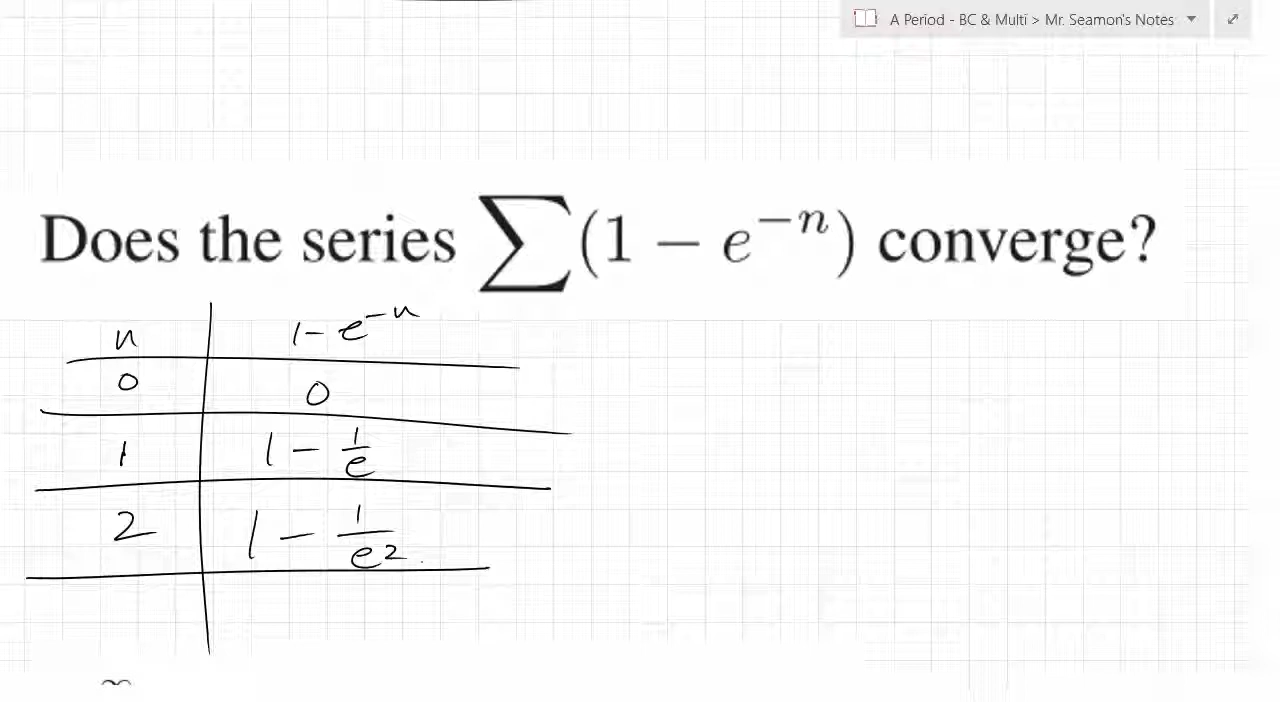 A Period - BC & Multi > Mr. Seamon's Notes
Does the series ∑(1 − e⁻ⁿ) converge?
n 1 - e⁻ⁿ
0 0
1 1 - 1/e
2 1 - 1/e²